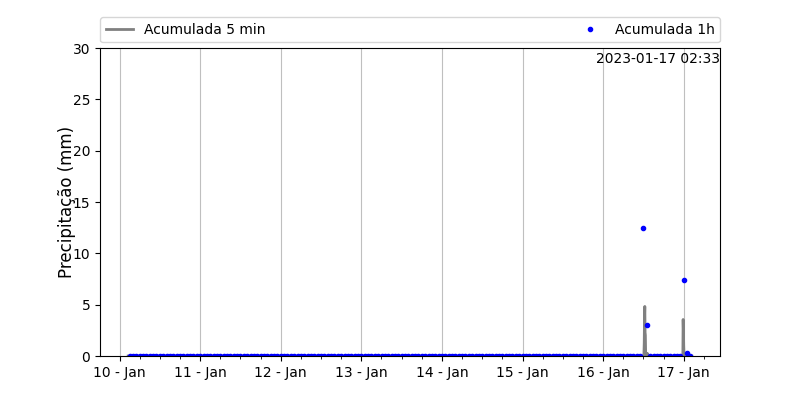 Acumulada 5 min
Acumulada 1h
2023-01-17 02:33
Precipitação (mm)
30
25
20
15
10
5
0
10 - Jan
11 - Jan
12 - Jan
13 - Jan
14 - Jan
15 - Jan
16 - Jan
17 - Jan